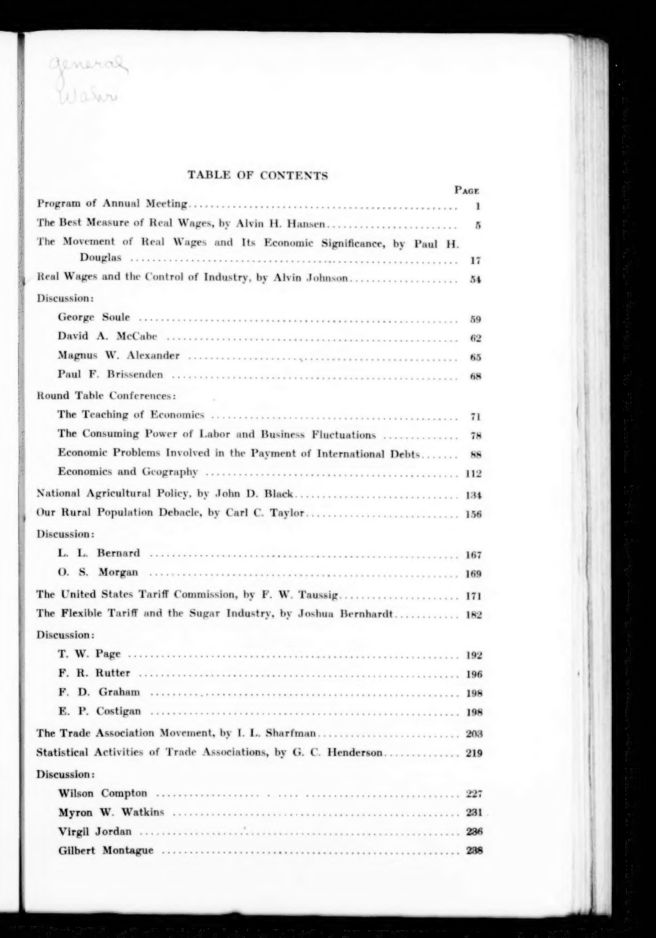 general
Wahr
TABLE OF CONTENTS
PAGE
Program of Annual Meeting 1
The Best Measure of Real Wages, by Alvin H. Hansen 5
The Movement of Real Wages and Its Economic Significance, by Paul H.
Douglas 17
Real Wages and the Control of Industry, by Alvin Johnson 54
Discussion:
George Soule 59
David A. McCabe 62
Magnus W. Alexander 65
Paul F. Brissenden 68
Round Table Conferences:
The Teaching of Economics 71
The Consuming Power of Labor and Business Fluctuations 78
Economic Problems Involved in the Payment of International Debts 88
Economics and Geography 112
National Agricultural Policy, by John D. Black 134
Our Rural Population Debacle, by Carl C. Taylor 156
Discussion:
L. L. Bernard 167
O. S. Morgan 169
The United States Tariff Commission, by F. W. Taussig 171
The Flexible Tariff and the Sugar Industry, by Joshua Bernhardt 182
Discussion:
T. W. Page 192
F. R. Rutter 196
F. D. Graham 198
E. P. Costigan 198
The Trade Association Movement, by I. L. Sharfman 203
Statistical Activities of Trade Associations, by G. C. Henderson 219
Discussion:
Wilson Compton 227
Myron W. Watkins 231
Virgil Jordan 236
Gilbert Montague 238